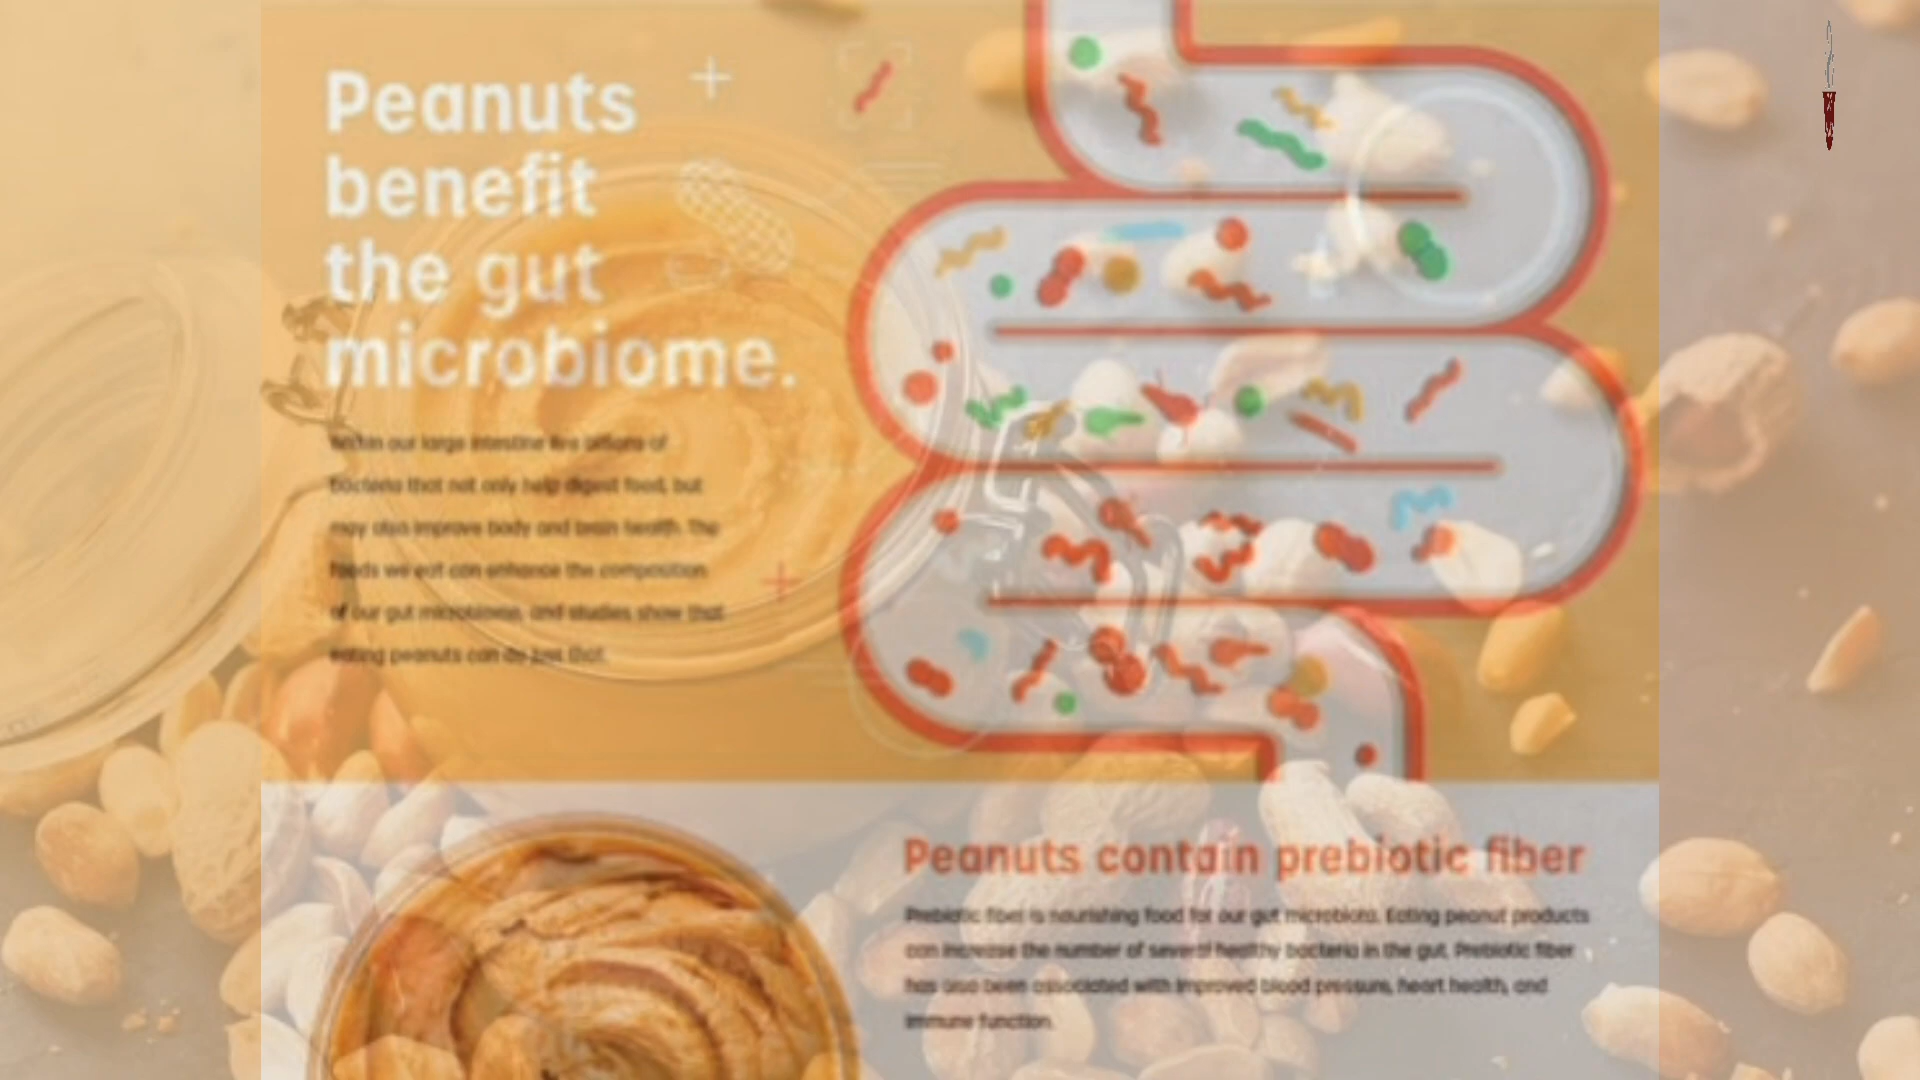 Peanuts
benefit
the gut
microbiome.
Within our large intestine live billions of
bacteria that not only help digest food, but
may also improve body and brain health. The
foods we eat can enhance the composition
of our gut microbiome, and studies show that
eating peanuts can do just that.
Peanuts contain prebiotic fiber
Prebiotic fiber is nourishing food for our gut microbiota. Eating peanut products
can increase the number of several healthy bacteria in the gut. Prebiotic fiber
has also been associated with improved blood pressure, heart health, and
immune function.